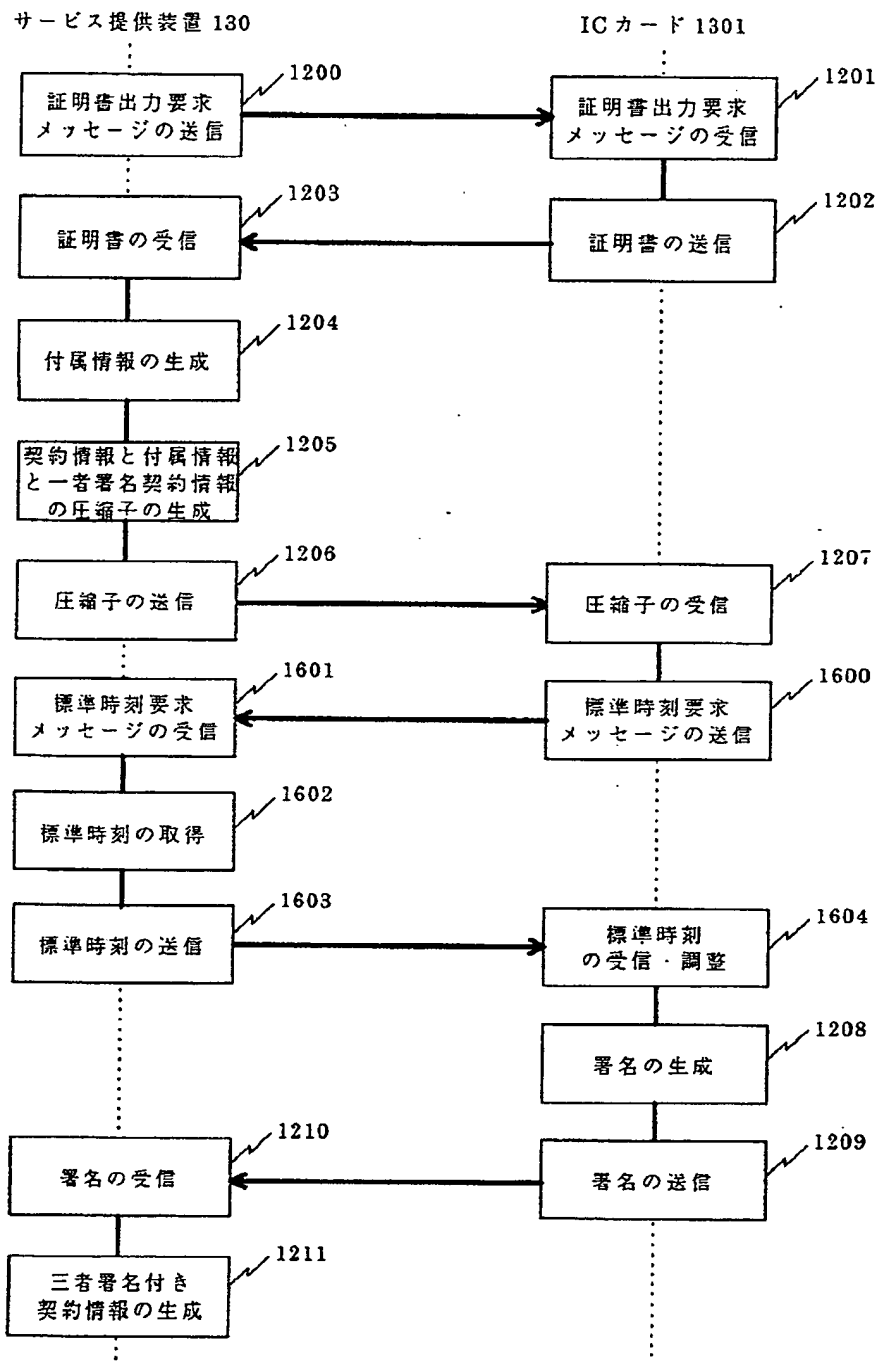 サービス提供装置 130
ICカード 1301
1200
証明書出力要求
メッセージの送信
1201
証明書出力要求
メッセージの受信
1203
証明書の受信
1202
証明書の送信
1204
付属情報の生成
1205
契約情報と付属情報
と一者署名契約情報
の圧縮子の生成
1206
圧縮子の送信
1207
圧縮子の受信
1601
標準時刻要求
メッセージの受信
1600
標準時刻要求
メッセージの送信
1602
標準時刻の取得
1603
標準時刻の送信
1604
標準時刻
の受信・調整
1208
署名の生成
1210
署名の受信
1209
署名の送信
1211
三者署名付き
契約情報の生成